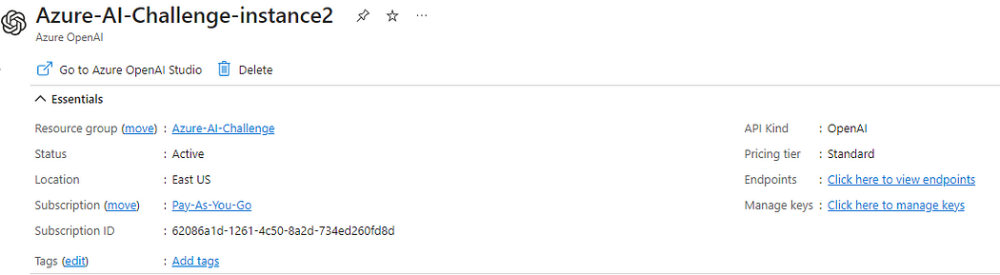 Azure-AI-Challenge-instance2 ...
Azure OpenAI
Go to Azure OpenAI Studio Delete
Essentials
Resource group (move) : Azure-AI-Challenge
Status : Active
Location : East US
Subscription (move) : Pay-As-You-Go
Subscription ID : 62086a1d-1261-4c50-8a2d-734ed260fd8d
Tags (edit) : Add tags
API Kind : OpenAI
Pricing tier : Standard
Endpoints : Click here to view endpoints
Manage keys : Click here to manage keys